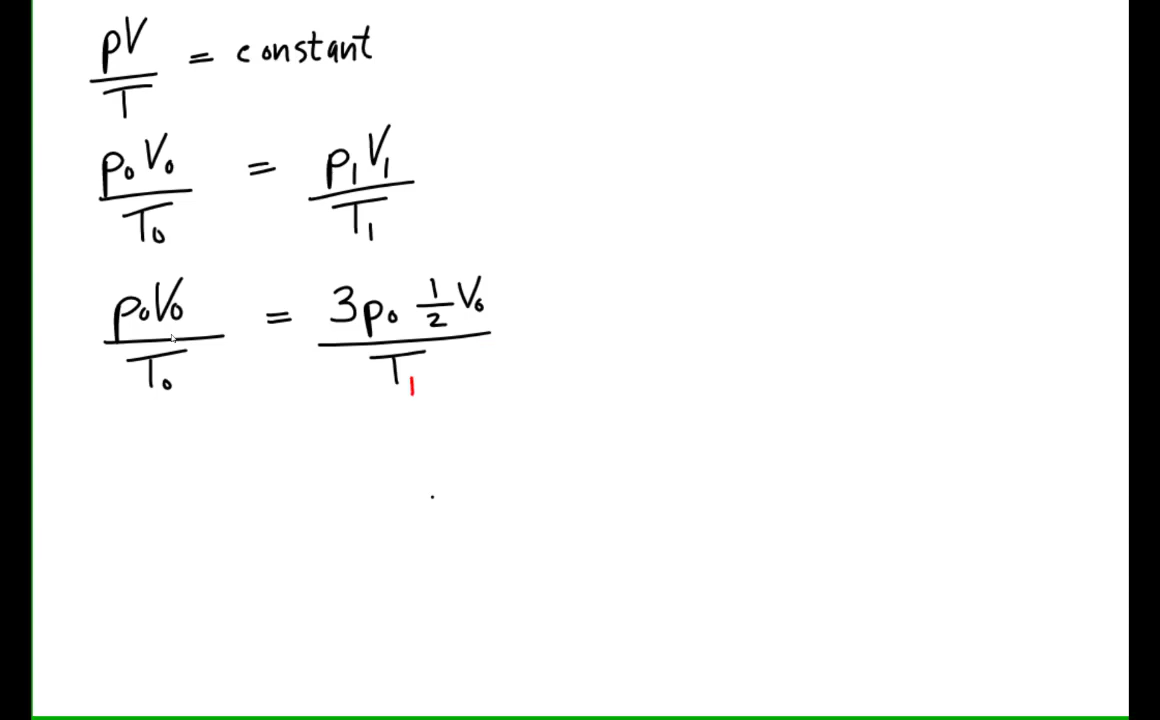 pV/T = constant
p₀V₀/T₀ = p₁V₁/T₁
p₀V₀/T₀ = 3p₀ ½V₀/T₁